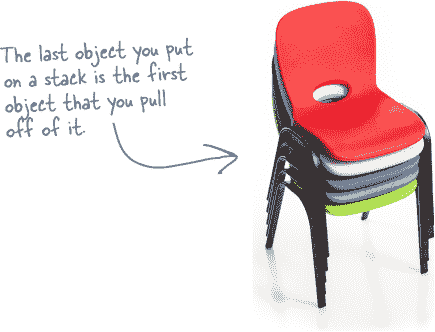 The last object you put
on a stack is the first
object that you pull
off of it.